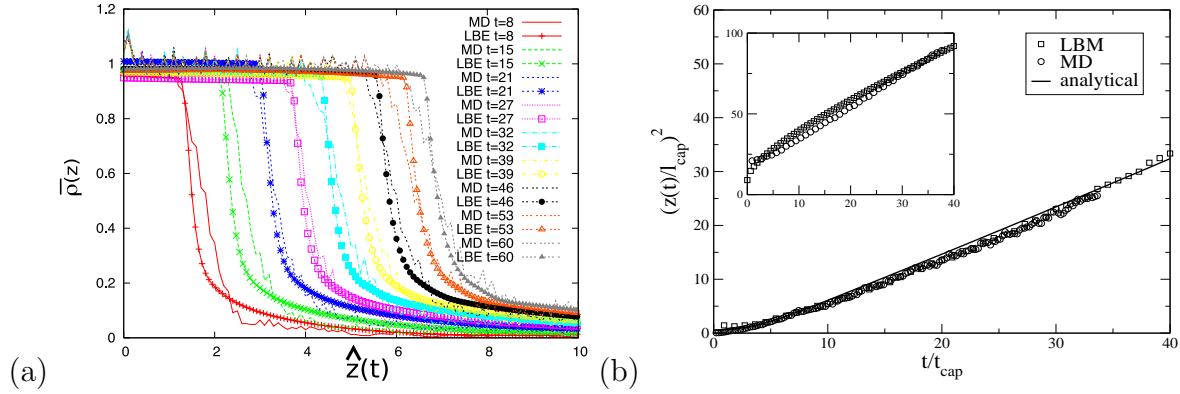 1.2
1
0.8
0.6
0.4
0.2
0
ρ̅(z)
0 2 4 6 8 10
ẑ(t)
MD t=8
LBE t=8
MD t=15
LBE t=15
MD t=21
LBE t=21
MD t=27
LBE t=27
MD t=32
LBE t=32
MD t=39
LBE t=39
MD t=46
LBE t=46
MD t=53
LBE t=53
MD t=60
LBE t=60
(a)
60
50
40
30
20
10
0
(z(t)/l_cap)^2
0 10 20 30 40
t/t_cap
LBM
MD
analytical
100
50
0
0 10 20 30 40
(b)